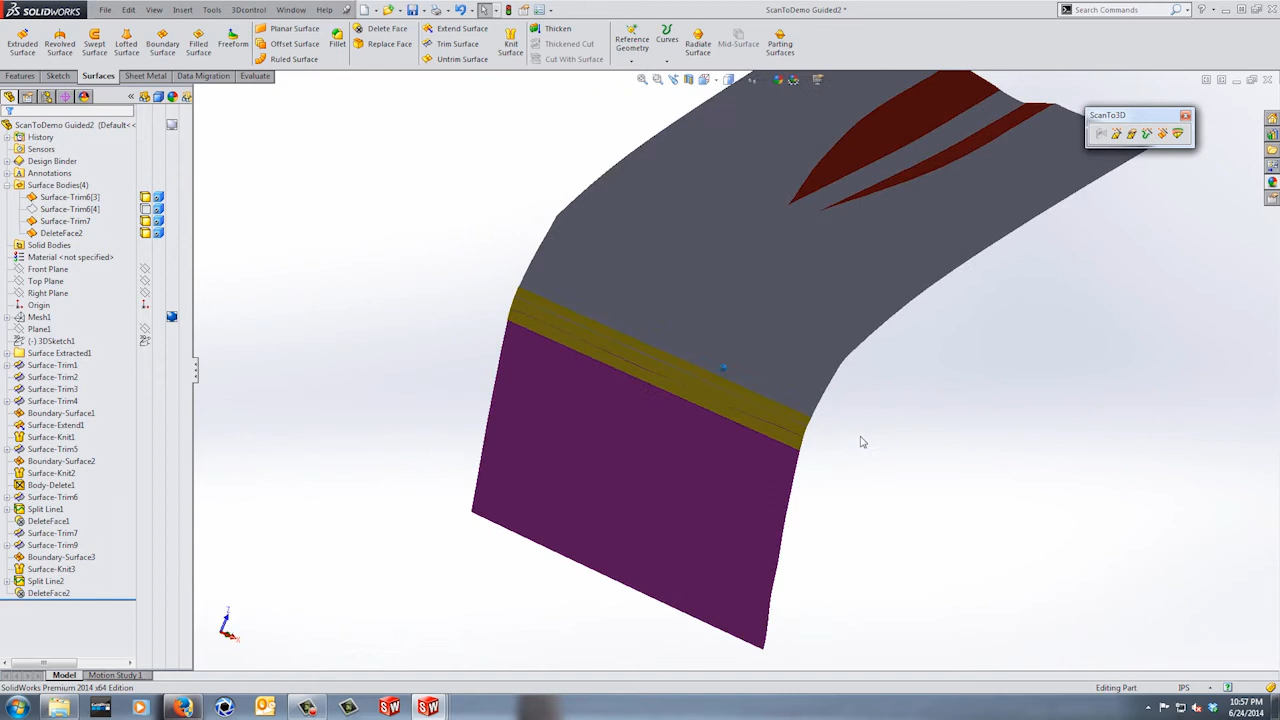 SOLIDWORKS File Edit View Insert Tools 3Dcontrol Window Help
ScanToDemo Guided2 *
Search Commands
Extruded Surface
Revolved Surface
Swept Surface
Lofted Surface
Boundary Surface
Filled Surface
Freeform
Planar Surface
Offset Surface
Ruled Surface
Fillet
Delete Face
Replace Face
Extend Surface
Trim Surface
Untrim Surface
Knit Surface
Thicken
Thickened Cut
Cut With Surface
Reference Geometry
Curves
Radiate Surface
Mid-Surface
Parting Surfaces
Features Sketch Surfaces Sheet Metal Data Migration Evaluate
ScanTo3D
ScanToDemo Guided2 (Default<<
History
Sensors
Design Binder
Annotations
Surface Bodies(4)
Surface-Trim6[3]
Surface-Trim6[4]
Surface-Trim7
DeleteFace2
Solid Bodies
Material <not specified>
Front Plane
Top Plane
Right Plane
Origin
Mesh1
Plane1
(-) 3DSketch1
Surface Extracted1
Surface-Trim1
Surface-Trim2
Surface-Trim3
Surface-Trim4
Boundary-Surface1
Surface-Extend1
Surface-Knit1
Surface-Trim5
Boundary-Surface2
Surface-Knit2
Body-Delete1
Surface-Trim6
Split Line1
DeleteFace1
Surface-Trim7
Surface-Trim9
Boundary-Surface3
Surface-Knit3
Split Line2
DeleteFace2
Z
X
Model Motion Study 1
SolidWorks Premium 2014 x64 Edition
Editing Part IPS
10:57 PM
6/24/2014